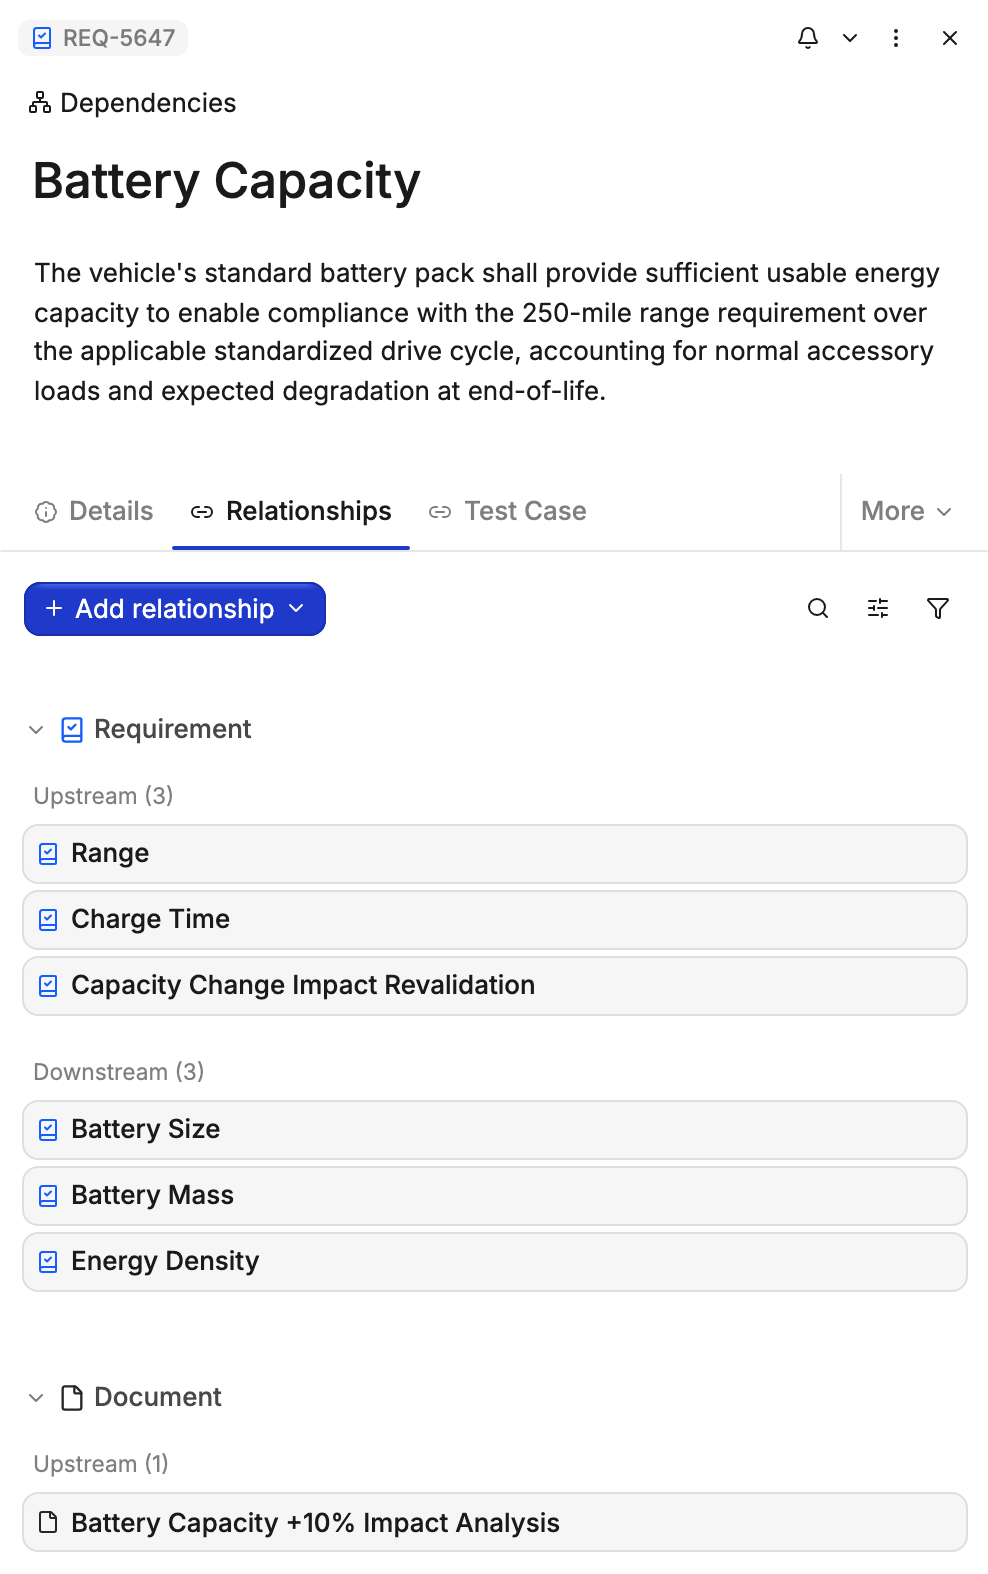 REQ-5647
Dependencies
Battery Capacity
The vehicle's standard battery pack shall provide sufficient usable energy
capacity to enable compliance with the 250-mile range requirement over
the applicable standardized drive cycle, accounting for normal accessory
loads and expected degradation at end-of-life.
Details Relationships Test Case More
+ Add relationship
Requirement
Upstream (3)
Range
Charge Time
Capacity Change Impact Revalidation
Downstream (3)
Battery Size
Battery Mass
Energy Density
Document
Upstream (1)
Battery Capacity +10% Impact Analysis